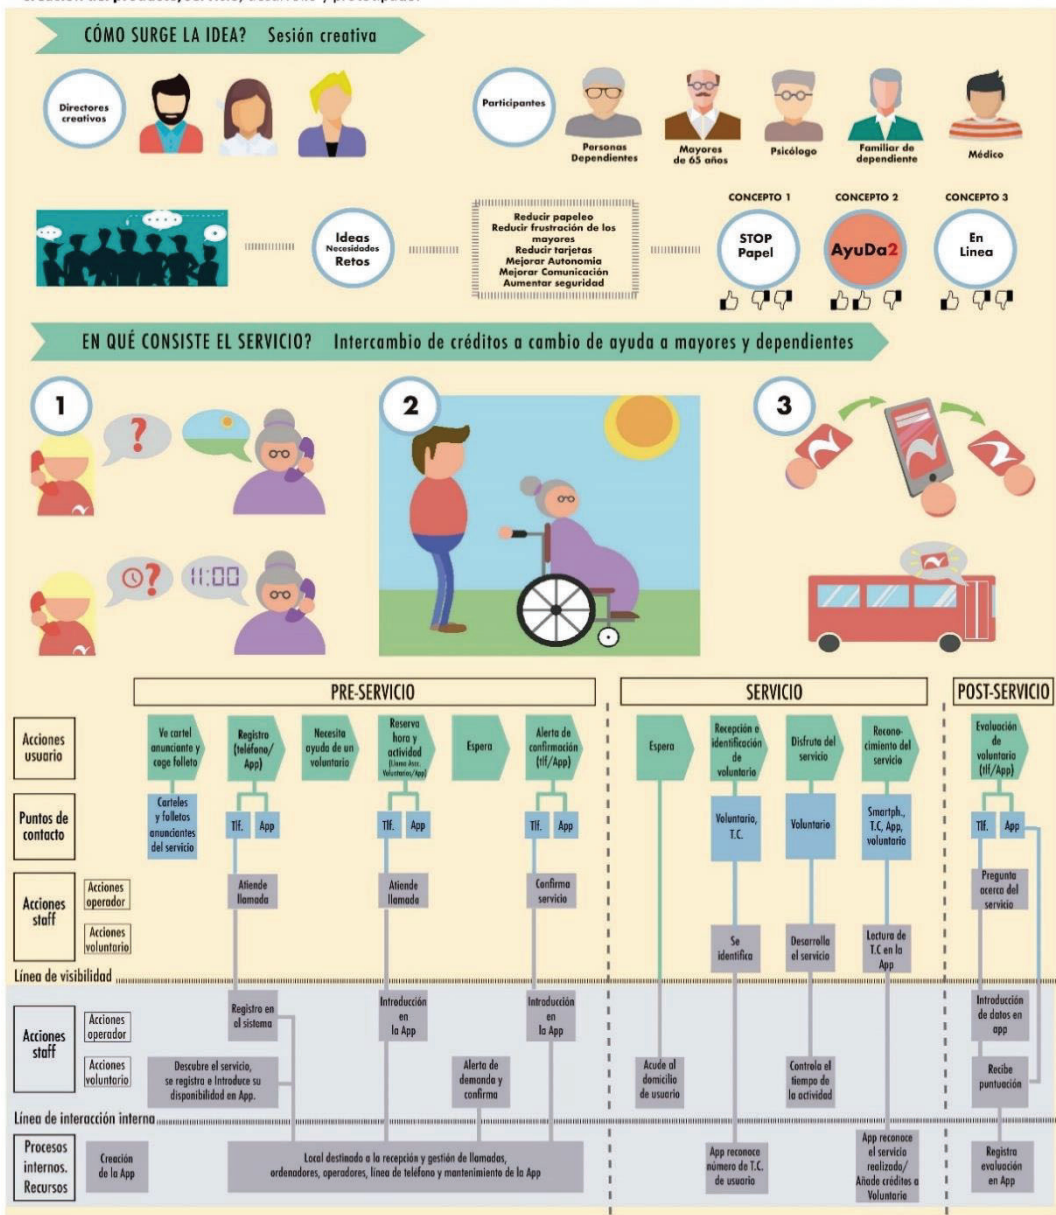 Creación del producto, servicio, desarrollo y prototipado.
CÓMO SURGE LA IDEA? Sesión creativa
Directores
creativos
Participantes
Personas
Dependientes
Mayores
de 65 años
Psicólogo
Familiar de
dependiente
Médico
Ideas
Necesidades
Retos
Reducir papeleo
Reducir frustración de los
mayores
Reducir tarjetas
Mejorar Autonomia
Mejorar Comunicación
Aumentar seguridad
CONCEPTO 1
STOP
Papel
CONCEPTO 2
AyuDa2
CONCEPTO 3
En
Linea
EN QUÉ CONSISTE EL SERVICIO? Intercambio de créditos a cambio de ayuda a mayores y dependientes
1
?
?
11:00
2
3
PRE-SERVICIO
SERVICIO
POST-SERVICIO
Acciones
usuario
Ve cartel
anunciante y
coge folleto
Registro
(teléfono/
App)
Necesita
ayuda de un
voluntario
Reserva
hora y
actividad
(Llama Asoc.
Voluntarios/App)
Espera
Alerta de
confirmación
(tlf/App)
Espera
Recepción e
identificación
de
voluntario
Disfruta del
servicio
Recono-
cimiento del
servicio
Evaluación
de
voluntario
(tlf/App)
Puntos de
contacto
Carteles
y folletos
anunciantes
del servicio
Tlf.
App
Tlf.
App
Tlf.
App
Voluntario,
T.C.
Voluntario
Smartph.,
T.C, App,
voluntario
Tlf.
App
Acciones
staff
Acciones
operador
Acciones
voluntario
Atiende
llamada
Atiende
llamada
Confirma
servicio
Se
identifica
Desarrolla
el servicio
Lectura de
T.C en la
App
Pregunta
acerca del
servicio
Línea de visibilidad
Acciones
staff
Acciones
operador
Acciones
voluntario
Registro en
el sistema
Introducción
en
la App
Introducción
en
la App
Introducción
de datos en
app
Descubre el servicio,
se registra e Introduce su
disponibilidad en App.
Alerta de
demanda y
confirma
Acude al
domicilio
de usuario
Controla el
tiempo de
la actividad
Recibe
puntuación
Línea de interacción interna
Procesos
internos.
Recursos
Creación
de la App
Local destinado a la recepción y gestión de llamadas,
ordenadores, operadores, línea de teléfono y mantenimiento de la App
App reconoce
número de T.C.
de usuario
App reconoce
el servicio
realizado/
Añade créditos a
Voluntario
Registra
evaluación
en App